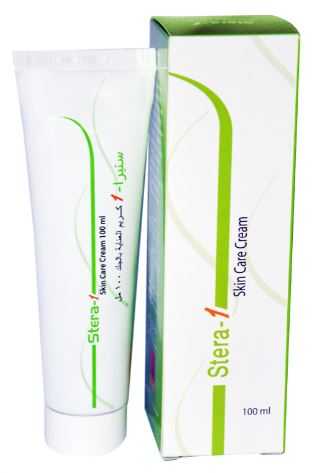 Stera-1
Skin Care Cream 100 ml
ستيرا-1
كريم العناية بالجلد ١٠٠ مل
Stera-1
Skin Care Cream
100 ml